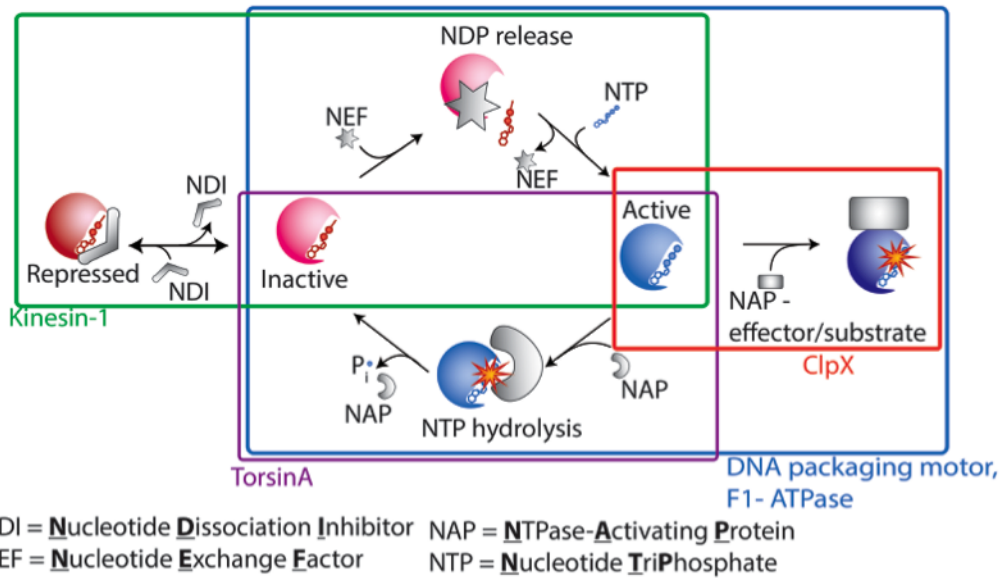 NDP release
NEF
NTP
NEF
NDI
Repressed
NDI
Inactive
Active
NAP -
effector/substrate
Kinesin-1
ClpX
Pi
NAP
NTP hydrolysis
NAP
TorsinA
DNA packaging motor,
F1- ATPase
DI = Nucleotide Dissociation Inhibitor NAP = NTPase-Activating Protein
EF = Nucleotide Exchange Factor NTP = Nucleotide TriPhosphate